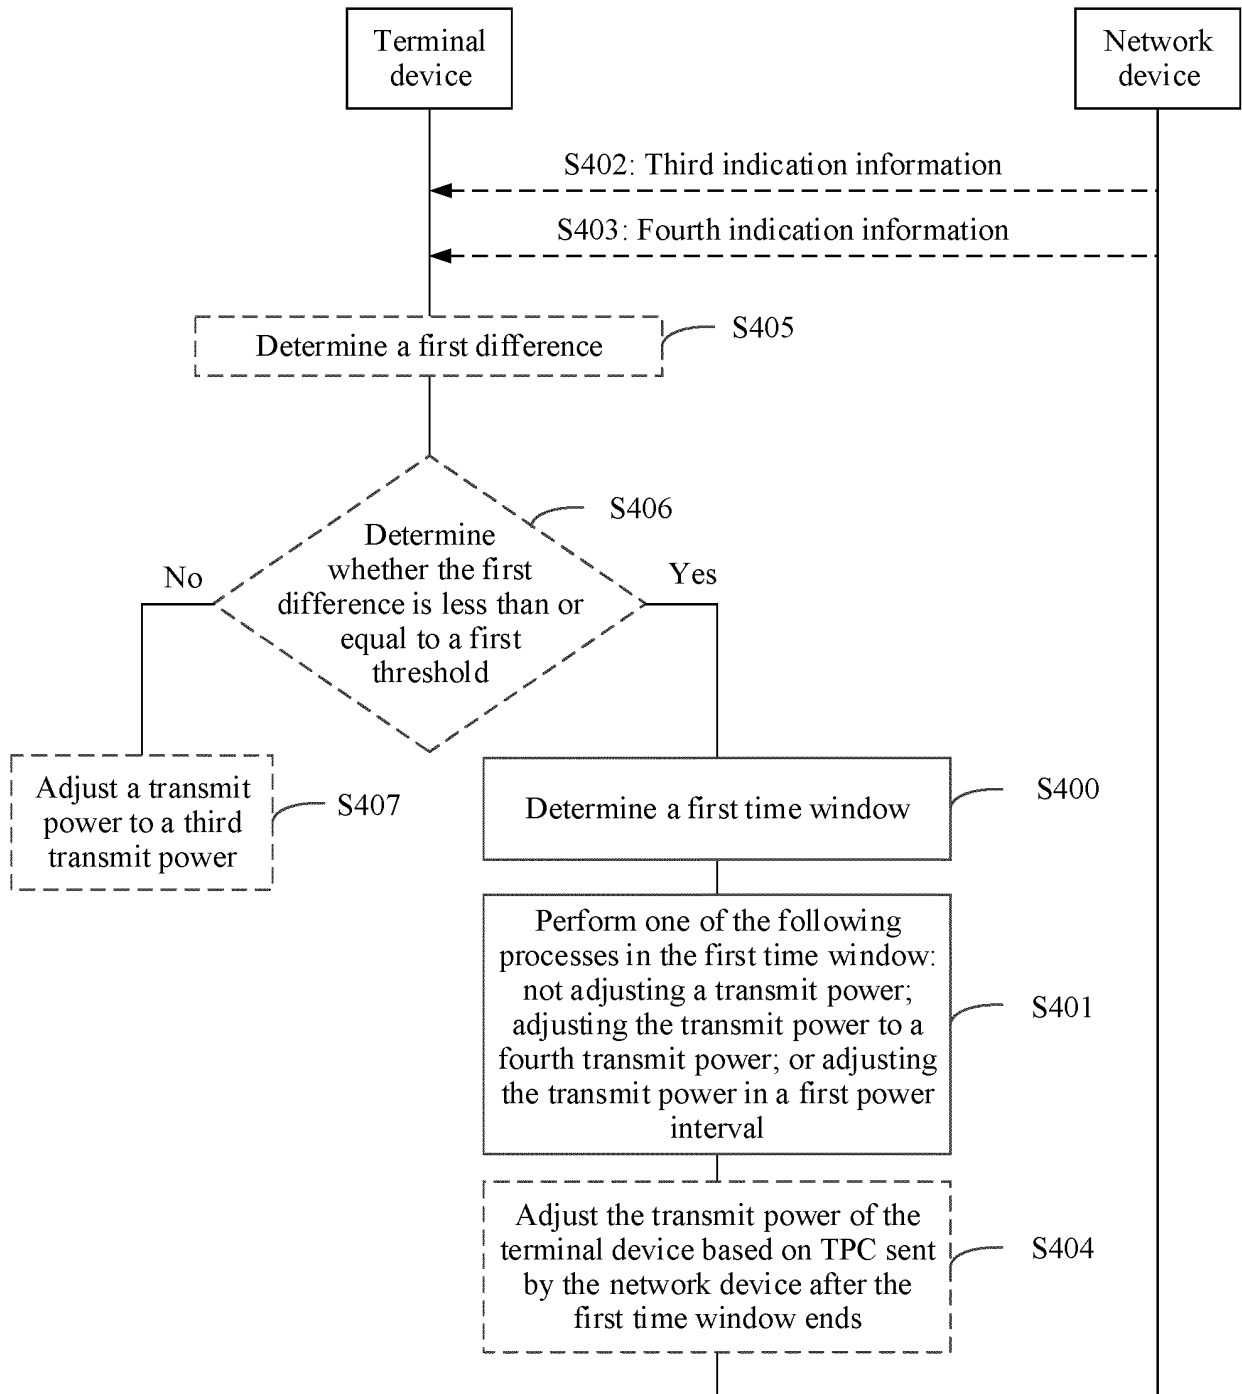 Terminal
device
Network
device
S402: Third indication information
S403: Fourth indication information
Determine a first difference
S405
S406
Determine
whether the first
difference is less than or
equal to a first
threshold
No
Yes
Adjust a transmit
power to a third
transmit power
S407
Determine a first time window
S400
Perform one of the following
processes in the first time window:
not adjusting a transmit power;
adjusting the transmit power to a
fourth transmit power; or adjusting
the transmit power in a first power
interval
S401
Adjust the transmit power of the
terminal device based on TPC sent
by the network device after the
first time window ends
S404